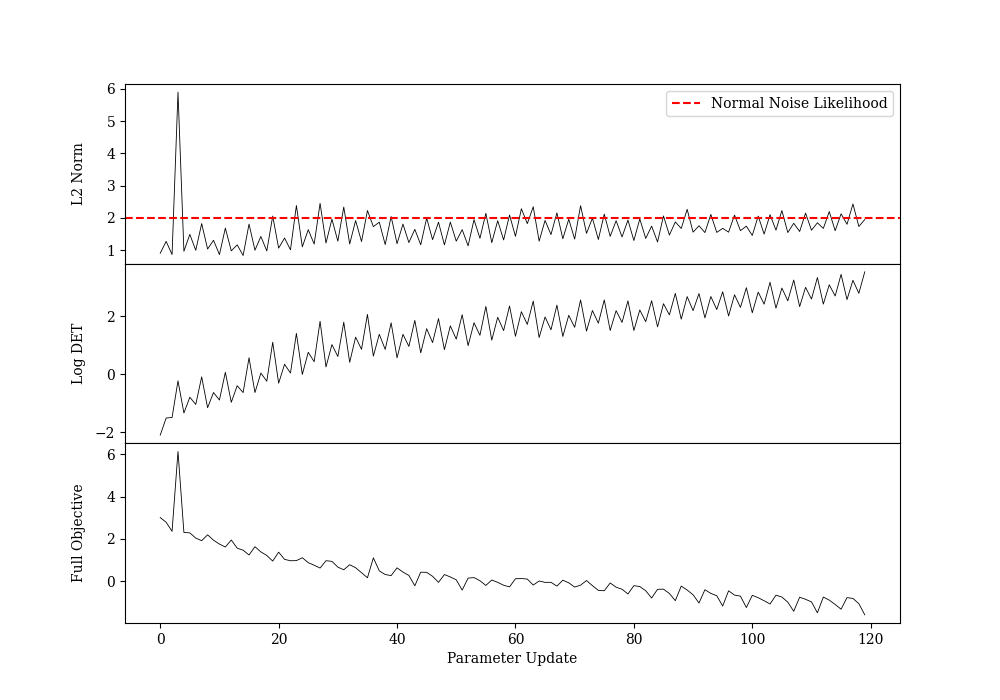 6
5
4
3
2
1
L2 Norm
Normal Noise Likelihood
2
0
−2
Log DET
6
4
2
0
Full Objective
0 20 40 60 80 100 120
Parameter Update